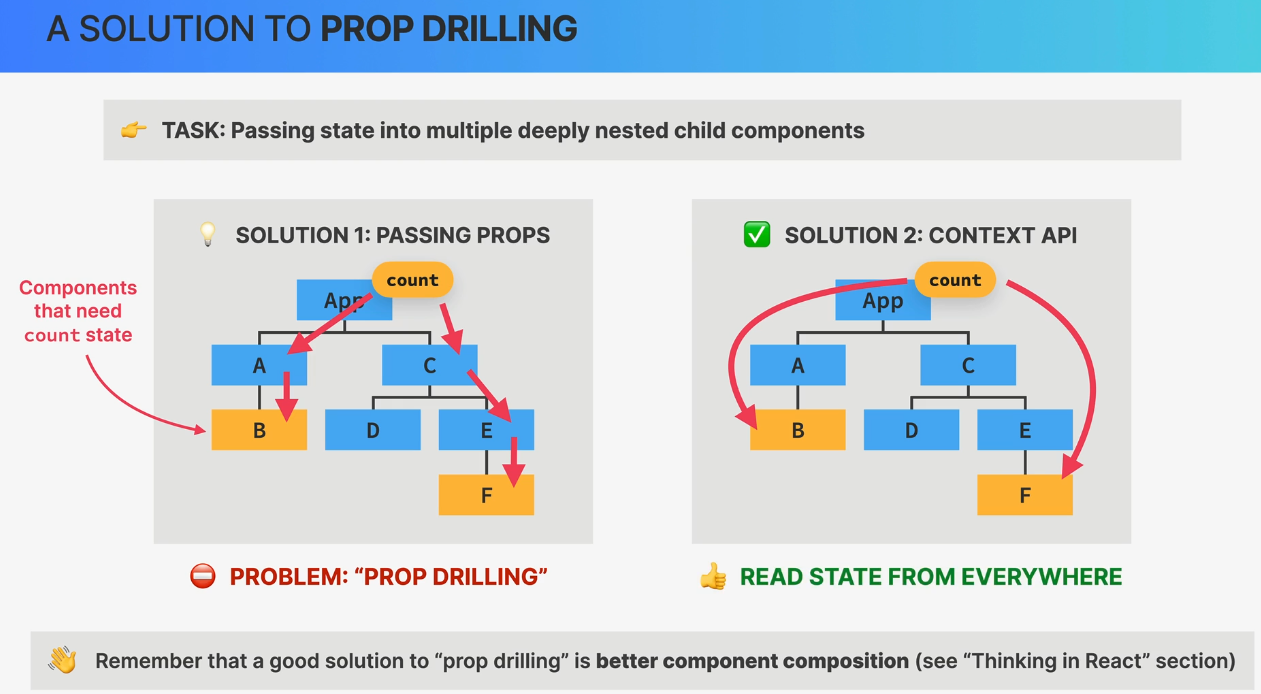 A SOLUTION TO PROP DRILLING
👉 TASK: Passing state into multiple deeply nested child components
💡 SOLUTION 1: PASSING PROPS
Components
that need
count state
count
App
A
C
B
D
E
F
⛔ PROBLEM: “PROP DRILLING”
✅ SOLUTION 2: CONTEXT API
count
App
A
C
B
D
E
F
👍 READ STATE FROM EVERYWHERE
👋 Remember that a good solution to “prop drilling” is better component composition (see “Thinking in React” section)